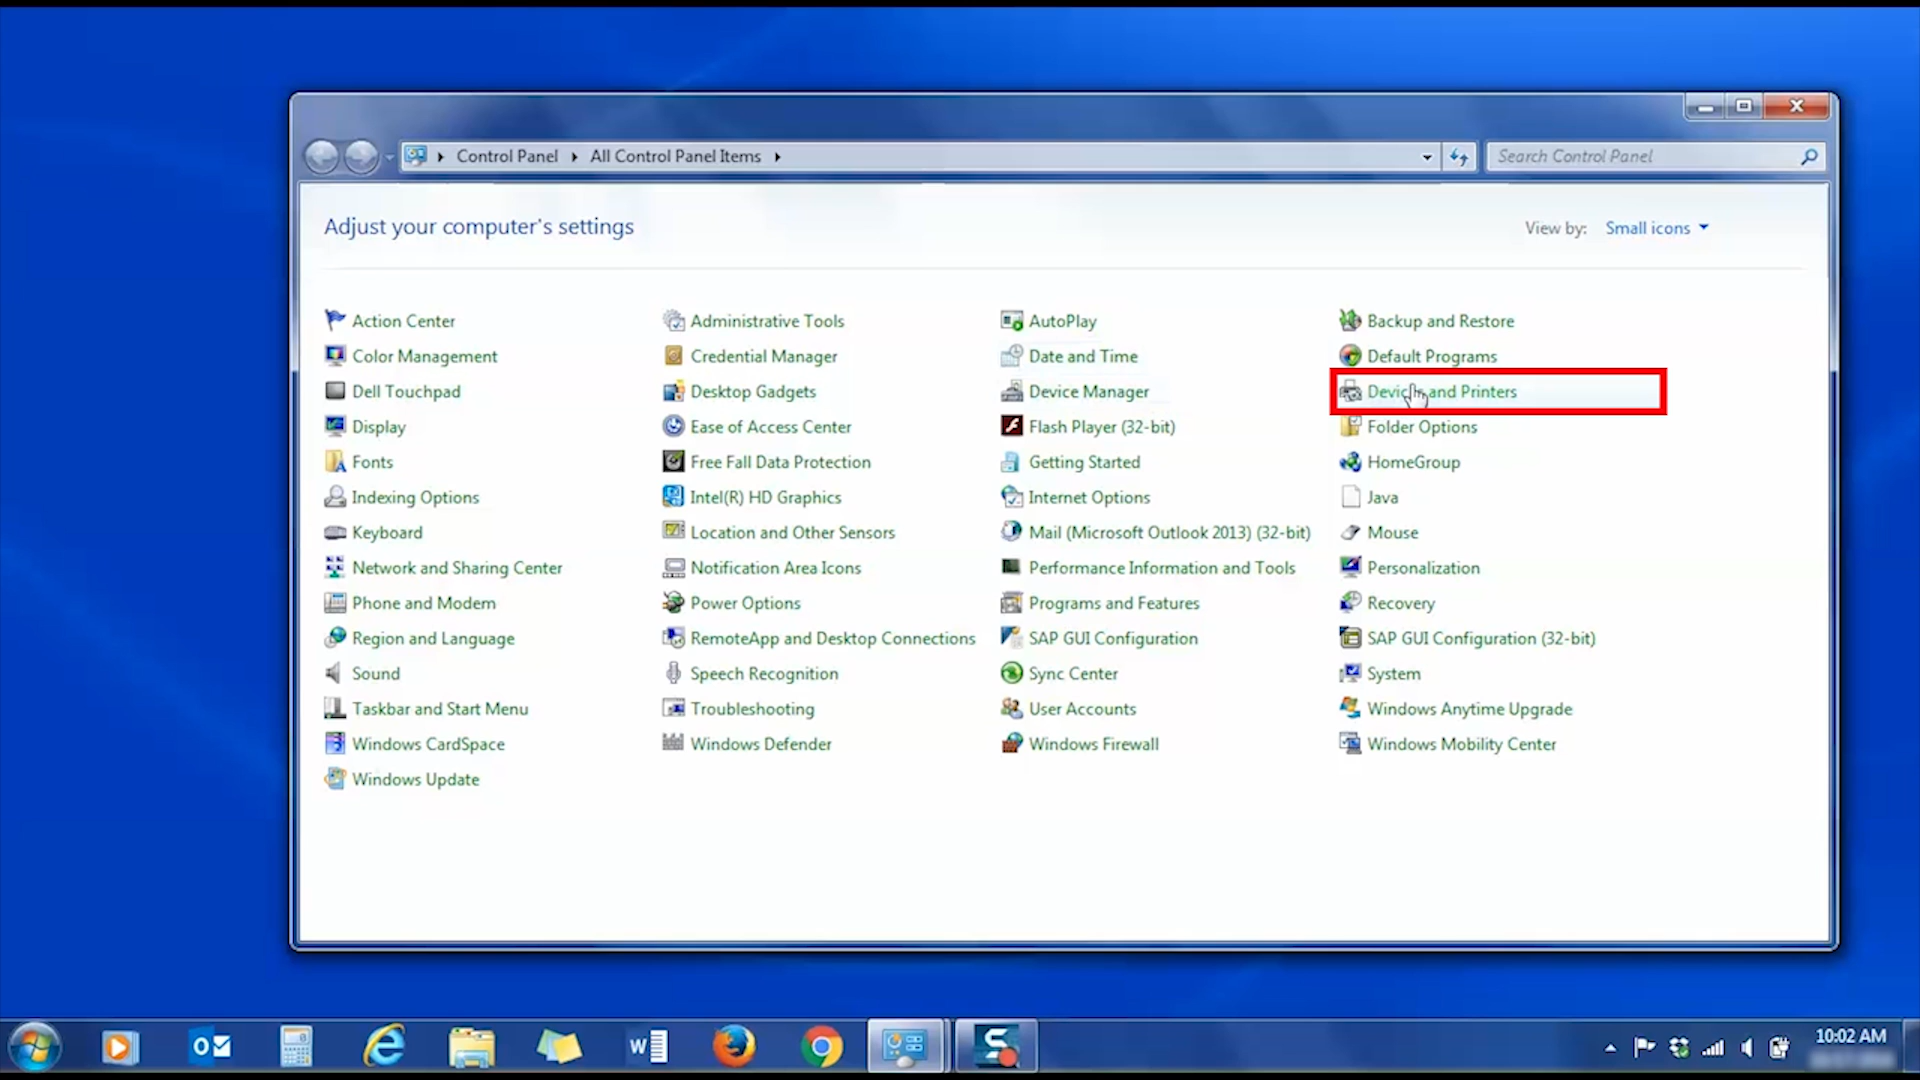 Control Panel
All Control Panel Items
Search Control Panel
Adjust your computer's settings
View by: Small icons
Action Center
Administrative Tools
AutoPlay
Backup and Restore
Color Management
Credential Manager
Date and Time
Default Programs
Dell Touchpad
Desktop Gadgets
Device Manager
Devices and Printers
Display
Ease of Access Center
Flash Player (32-bit)
Folder Options
Fonts
Free Fall Data Protection
Getting Started
HomeGroup
Indexing Options
Intel(R) HD Graphics
Internet Options
Java
Keyboard
Location and Other Sensors
Mail (Microsoft Outlook 2013) (32-bit)
Mouse
Network and Sharing Center
Notification Area Icons
Performance Information and Tools
Personalization
Phone and Modem
Power Options
Programs and Features
Recovery
Region and Language
RemoteApp and Desktop Connections
SAP GUI Configuration
SAP GUI Configuration (32-bit)
Sound
Speech Recognition
Sync Center
System
Taskbar and Start Menu
Troubleshooting
User Accounts
Windows Anytime Upgrade
Windows CardSpace
Windows Defender
Windows Firewall
Windows Mobility Center
Windows Update
10:02 AM